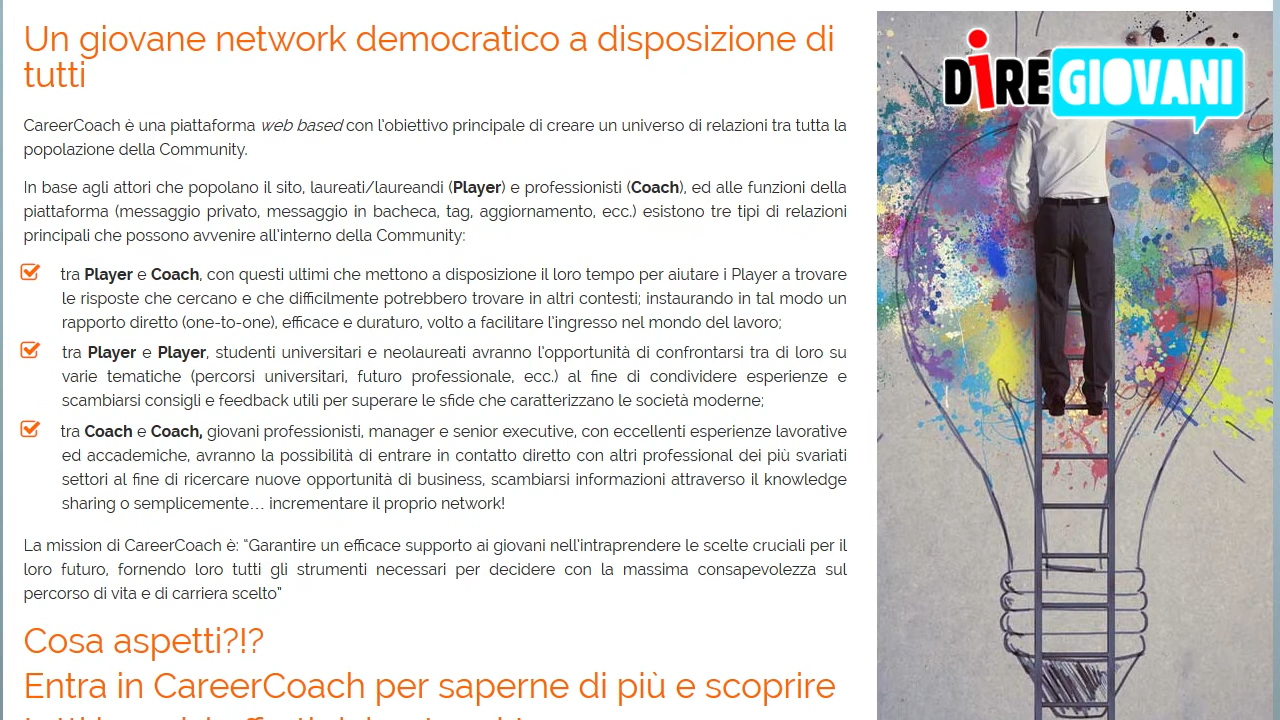 Un giovane network democratico a disposizione di
tutti
CareerCoach è una piattaforma web based con l'obiettivo principale di creare un universo di relazioni tra tutta la
popolazione della Community.
In base agli attori che popolano il sito, laureati/laureandi (Player) e professionisti (Coach), ed alle funzioni della
piattaforma (messaggio privato, messaggio in bacheca, tag, aggiornamento, ecc.) esistono tre tipi di relazioni
principali che possono avvenire all'interno della Community:
tra Player e Coach, con questi ultimi che mettono a disposizione il loro tempo per aiutare i Player a trovare
le risposte che cercano e che difficilmente potrebbero trovare in altri contesti; instaurando in tal modo un
rapporto diretto (one-to-one), efficace e duraturo, volto a facilitare l'ingresso nel mondo del lavoro;
tra Player e Player, studenti universitari e neolaureati avranno l'opportunità di confrontarsi tra di loro su
varie tematiche (percorsi universitari, futuro professionale, ecc.) al fine di condividere esperienze e
scambiarsi consigli e feedback utili per superare le sfide che caratterizzano le società moderne;
tra Coach e Coach, giovani professionisti, manager e senior executive, con eccellenti esperienze lavorative
ed accademiche, avranno la possibilità di entrare in contatto diretto con altri professional dei più svariati
settori al fine di ricercare nuove opportunità di business, scambiarsi informazioni attraverso il knowledge
sharing o semplicemente… incrementare il proprio network!
La mission di CareerCoach è: “Garantire un efficace supporto ai giovani nell'intraprendere le scelte cruciali per il
loro futuro, fornendo loro tutti gli strumenti necessari per decidere con la massima consapevolezza sul
percorso di vita e di carriera scelto”
Cosa aspetti?!?
Entra in CareerCoach per saperne di più e scoprire
DiRE GIOVANI